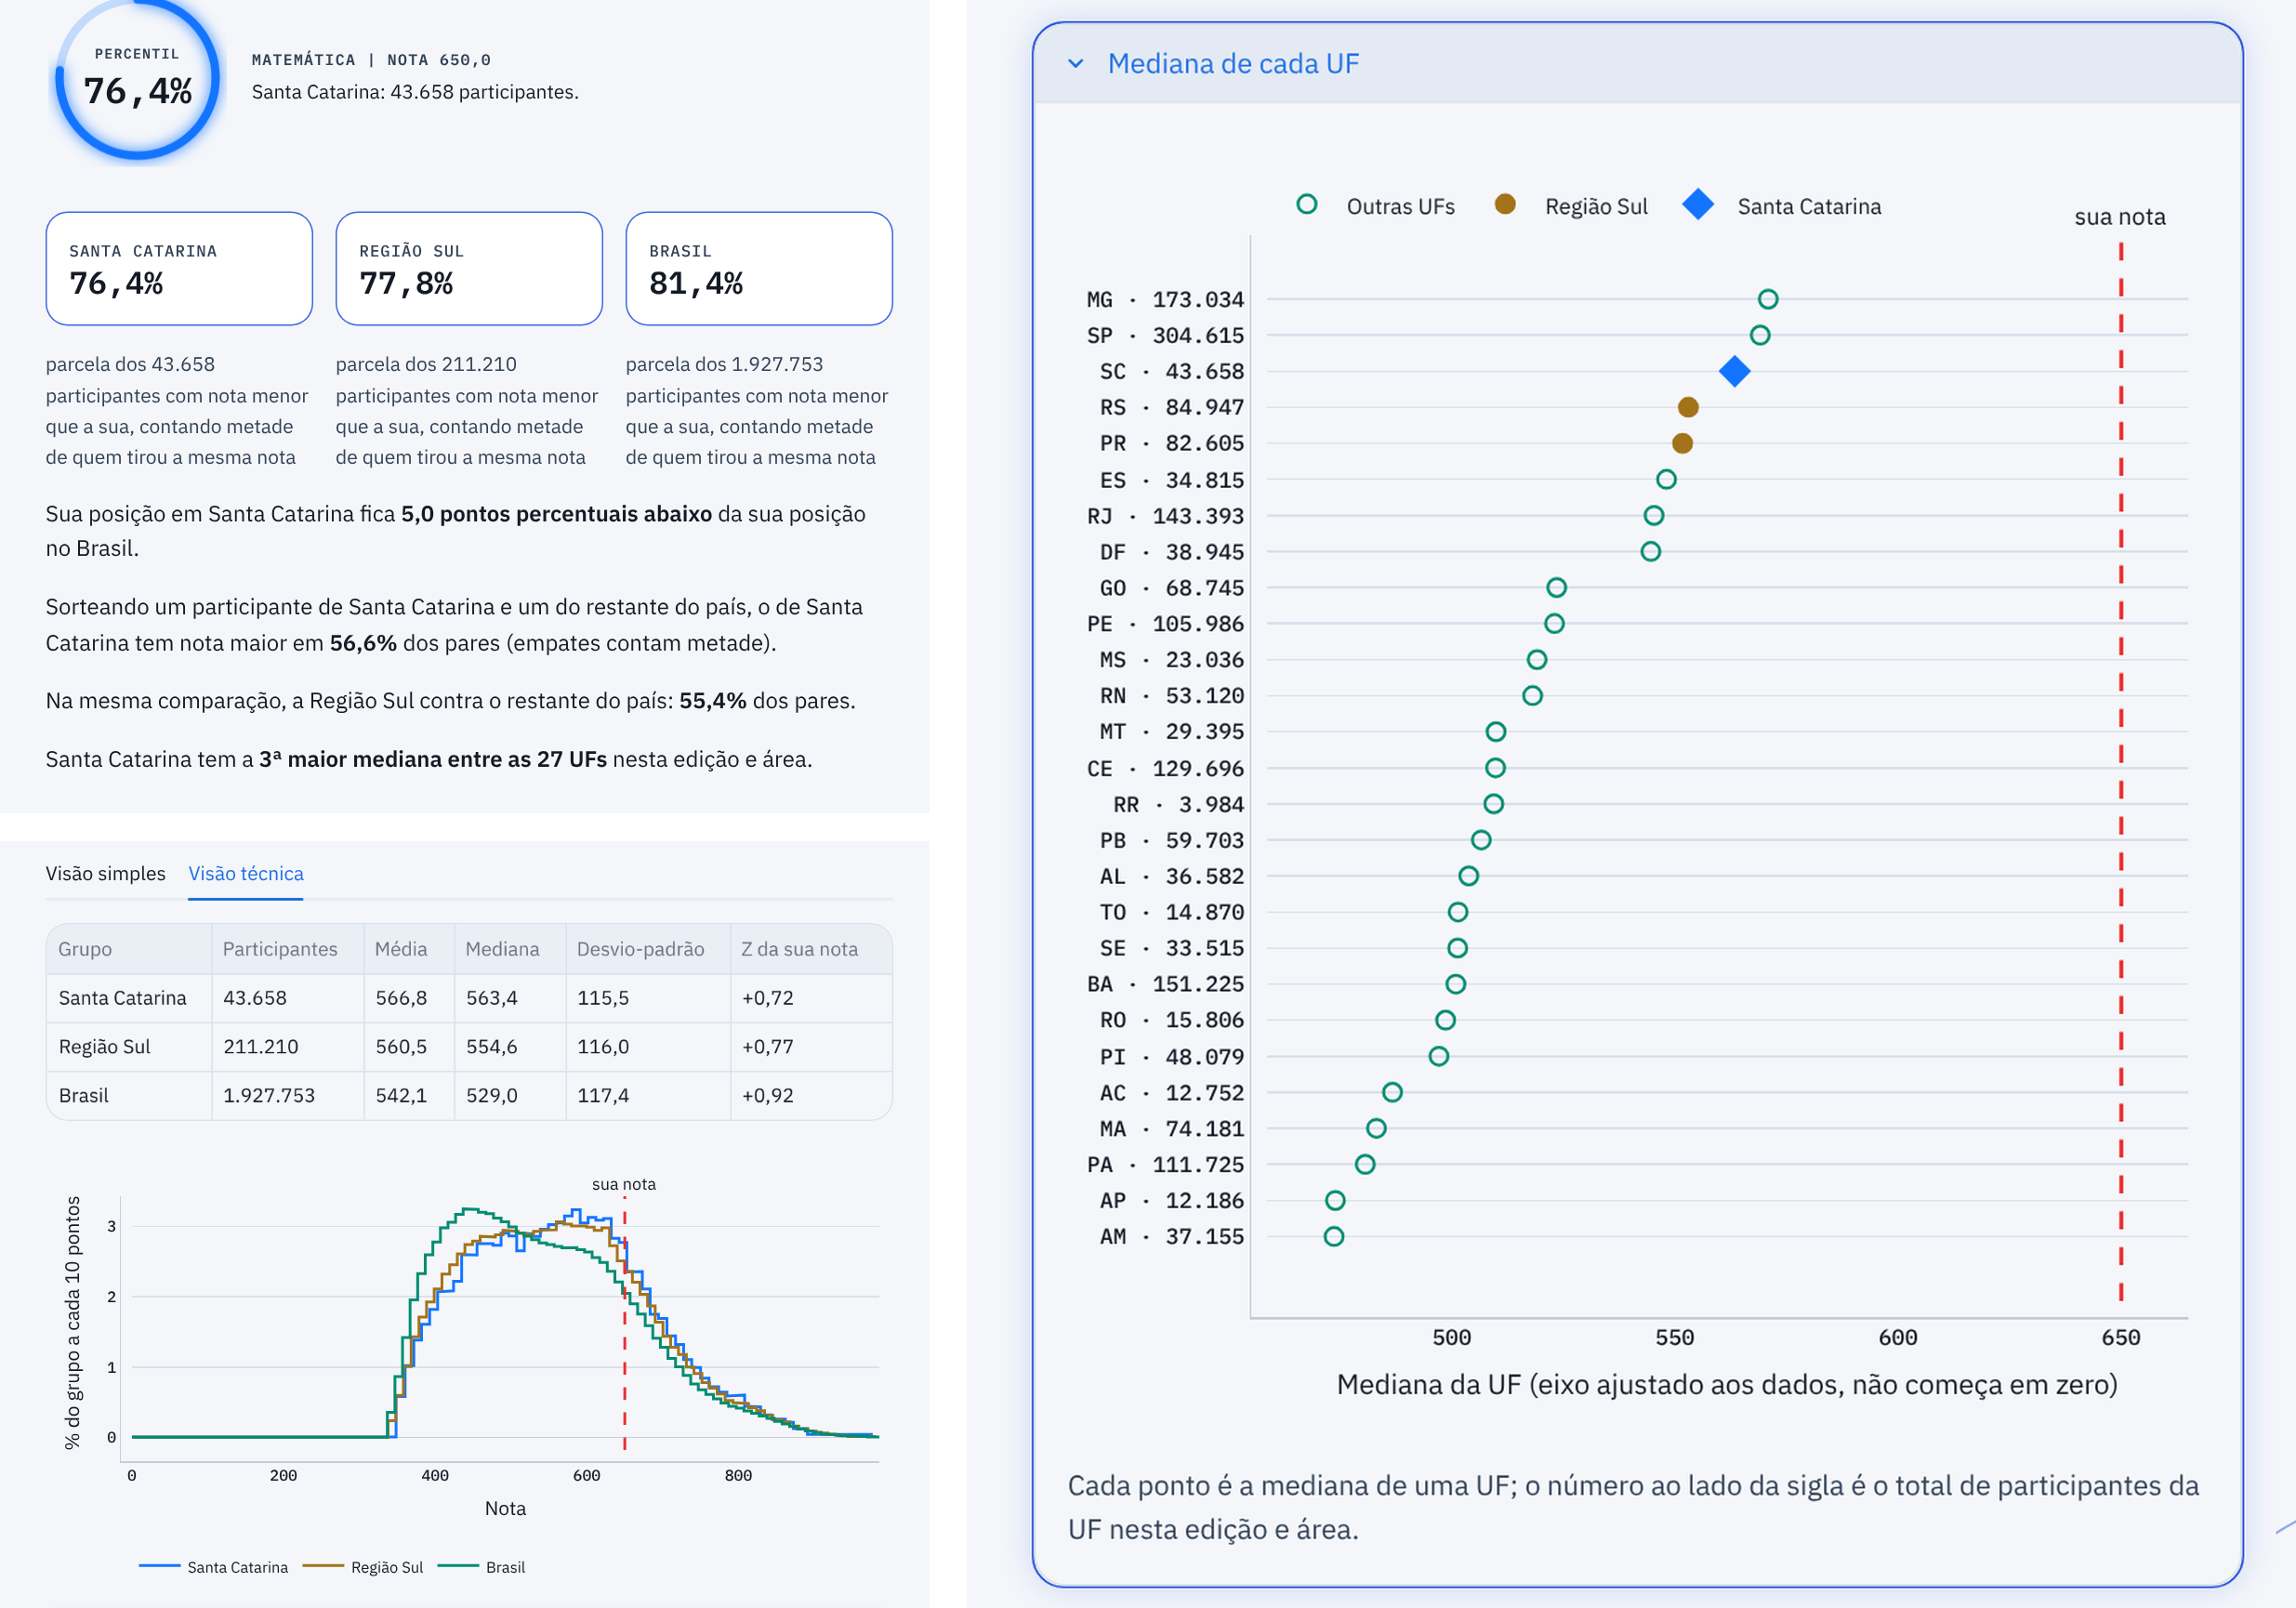 PERCENTIL
76,4%
MATEMÁTICA | NOTA 650,0
Santa Catarina: 43.658 participantes.
SANTA CATARINA
76,4%
REGIÃO SUL
77,8%
BRASIL
81,4%
parcela dos 43.658
participantes com nota menor
que a sua, contando metade
de quem tirou a mesma nota
parcela dos 211.210
participantes com nota menor
que a sua, contando metade
de quem tirou a mesma nota
parcela dos 1.927.753
participantes com nota menor
que a sua, contando metade
de quem tirou a mesma nota
Sua posição em Santa Catarina fica 5,0 pontos percentuais abaixo da sua posição
no Brasil.
Sorteando um participante de Santa Catarina e um do restante do país, o de Santa
Catarina tem nota maior em 56,6% dos pares (empates contam metade).
Na mesma comparação, a Região Sul contra o restante do país: 55,4% dos pares.
Santa Catarina tem a 3ª maior mediana entre as 27 UFs nesta edição e área.
Visão simples Visão técnica
Grupo Participantes Média Mediana Desvio-padrão Z da sua nota
Santa Catarina 43.658 566,8 563,4 115,5 +0,72
Região Sul 211.210 560,5 554,6 116,0 +0,77
Brasil 1.927.753 542,1 529,0 117,4 +0,92
sua nota
% do grupo a cada 10 pontos
3
2
1
0
0 200 400 600 800
Nota
Santa Catarina Região Sul Brasil
Mediana de cada UF
Outras UFs Região Sul Santa Catarina
sua nota
MG · 173.034
SP · 304.615
SC · 43.658
RS · 84.947
PR · 82.605
ES · 34.815
RJ · 143.393
DF · 38.945
GO · 68.745
PE · 105.986
MS · 23.036
RN · 53.120
MT · 29.395
CE · 129.696
RR · 3.984
PB · 59.703
AL · 36.582
TO · 14.870
SE · 33.515
BA · 151.225
RO · 15.806
PI · 48.079
AC · 12.752
MA · 74.181
PA · 111.725
AP · 12.186
AM · 37.155
500 550 600 650
Mediana da UF (eixo ajustado aos dados, não começa em zero)
Cada ponto é a mediana de uma UF; o número ao lado da sigla é o total de participantes da
UF nesta edição e área.